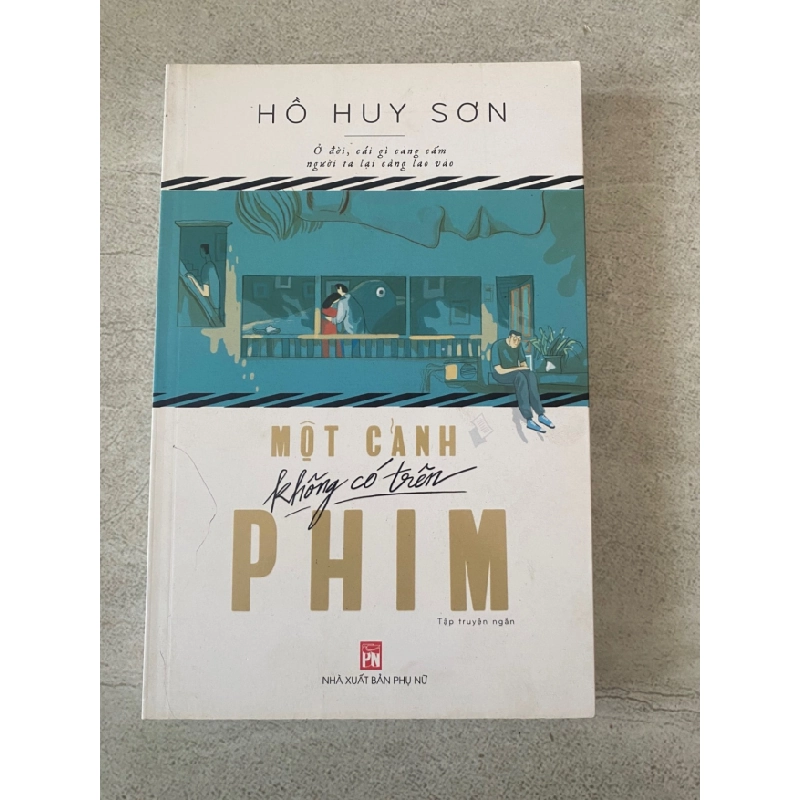 HỒ HUY SƠN
Ở đời, cái gì càng cấm
người ta lại càng lao vào
MỘT CẢNH
không có trên
PHIM
Tập truyện ngắn
PN
NHÀ XUẤT BẢN PHỤ NỮ